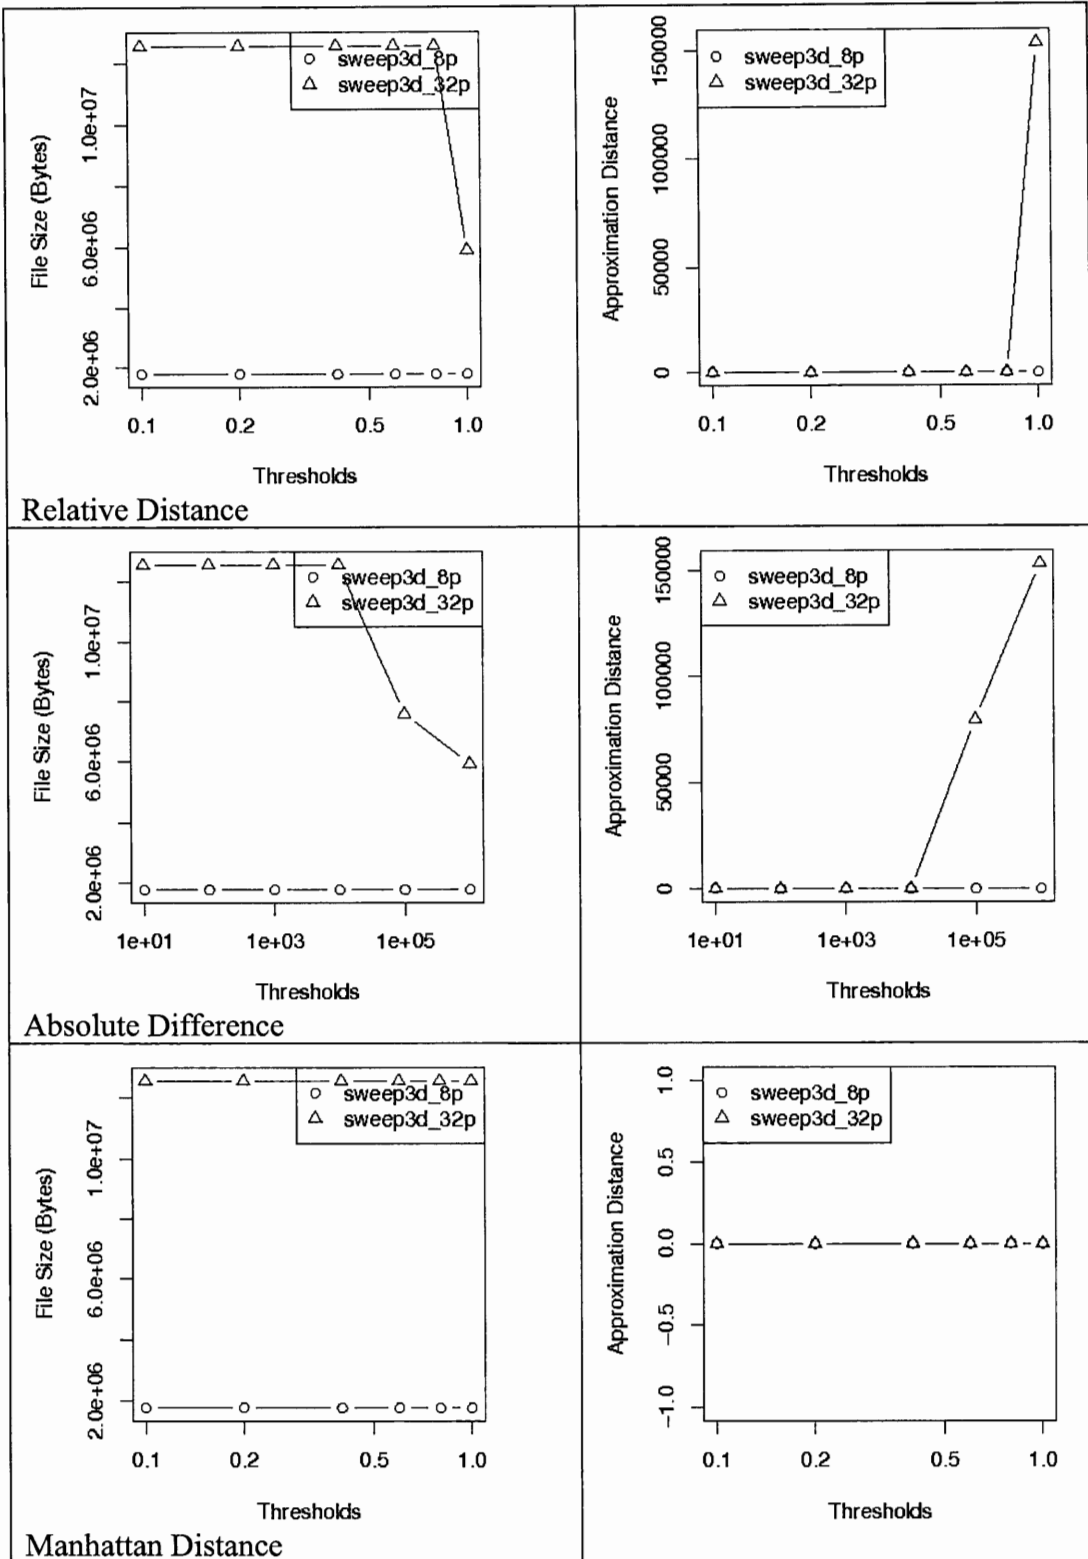 sweep3d_8p
sweep3d_32p
File Size (Bytes)
2.0e+06
6.0e+06
1.0e+07
0.1
0.2
0.5
1.0
Thresholds
sweep3d_8p
sweep3d_32p
Approximation Distance
0
50000
100000
150000
0.1
0.2
0.5
1.0
Thresholds
Relative Distance
sweep3d_8p
sweep3d_32p
File Size (Bytes)
2.0e+06
6.0e+06
1.0e+07
1e+01
1e+03
1e+05
Thresholds
sweep3d_8p
sweep3d_32p
Approximation Distance
0
50000
100000
150000
1e+01
1e+03
1e+05
Thresholds
Absolute Difference
sweep3d_8p
sweep3d_32p
File Size (Bytes)
2.0e+06
6.0e+06
1.0e+07
0.1
0.2
0.5
1.0
Thresholds
sweep3d_8p
sweep3d_32p
Approximation Distance
-1.0
-0.5
0.0
0.5
1.0
0.1
0.2
0.5
1.0
Thresholds
Manhattan Distance